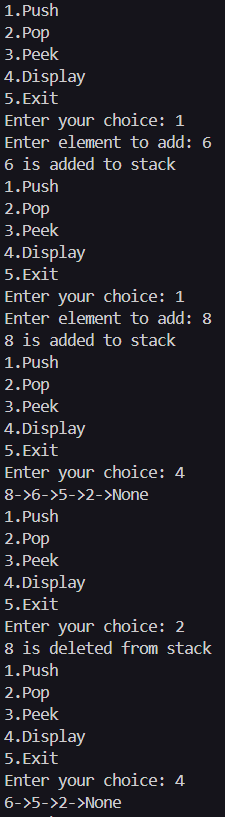 1.Push
2.Pop
3.Peek
4.Display
5.Exit
Enter your choice: 1
Enter element to add: 6
6 is added to stack
1.Push
2.Pop
3.Peek
4.Display
5.Exit
Enter your choice: 1
Enter element to add: 8
8 is added to stack
1.Push
2.Pop
3.Peek
4.Display
5.Exit
Enter your choice: 4
8->6->5->2->None
1.Push
2.Pop
3.Peek
4.Display
5.Exit
Enter your choice: 2
8 is deleted from stack
1.Push
2.Pop
3.Peek
4.Display
5.Exit
Enter your choice: 4
6->5->2->None